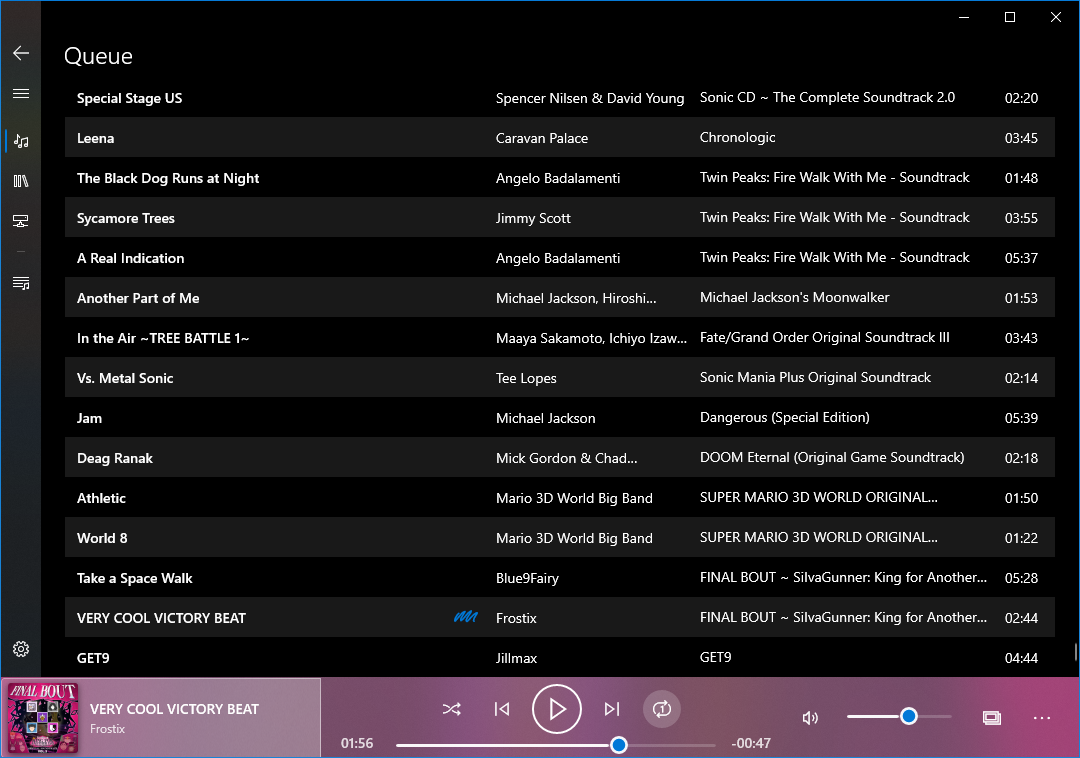 Queue
Special Stage US Spencer Nilsen & David Young Sonic CD ~ The Complete Soundtrack 2.0 02:20
Leena Caravan Palace Chronologic 03:45
The Black Dog Runs at Night Angelo Badalamenti Twin Peaks: Fire Walk With Me - Soundtrack 01:48
Sycamore Trees Jimmy Scott Twin Peaks: Fire Walk With Me - Soundtrack 03:55
A Real Indication Angelo Badalamenti Twin Peaks: Fire Walk With Me - Soundtrack 05:37
Another Part of Me Michael Jackson, Hiroshi... Michael Jackson's Moonwalker 01:53
In the Air ~TREE BATTLE 1~ Maaya Sakamoto, Ichiyo Izaw... Fate/Grand Order Original Soundtrack III 03:43
Vs. Metal Sonic Tee Lopes Sonic Mania Plus Original Soundtrack 02:14
Jam Michael Jackson Dangerous (Special Edition) 05:39
Deag Ranak Mick Gordon & Chad... DOOM Eternal (Original Game Soundtrack) 02:18
Athletic Mario 3D World Big Band SUPER MARIO 3D WORLD ORIGINAL... 01:50
World 8 Mario 3D World Big Band SUPER MARIO 3D WORLD ORIGINAL... 01:22
Take a Space Walk Blue9Fairy FINAL BOUT ~ SilvaGunner: King for Another... 05:28
VERY COOL VICTORY BEAT Frostix FINAL BOUT ~ SilvaGunner: King for Another... 02:44
GET9 Jillmax GET9 04:44
FINAL BOUT
VERY COOL VICTORY BEAT
Frostix
1
01:56 -00:47